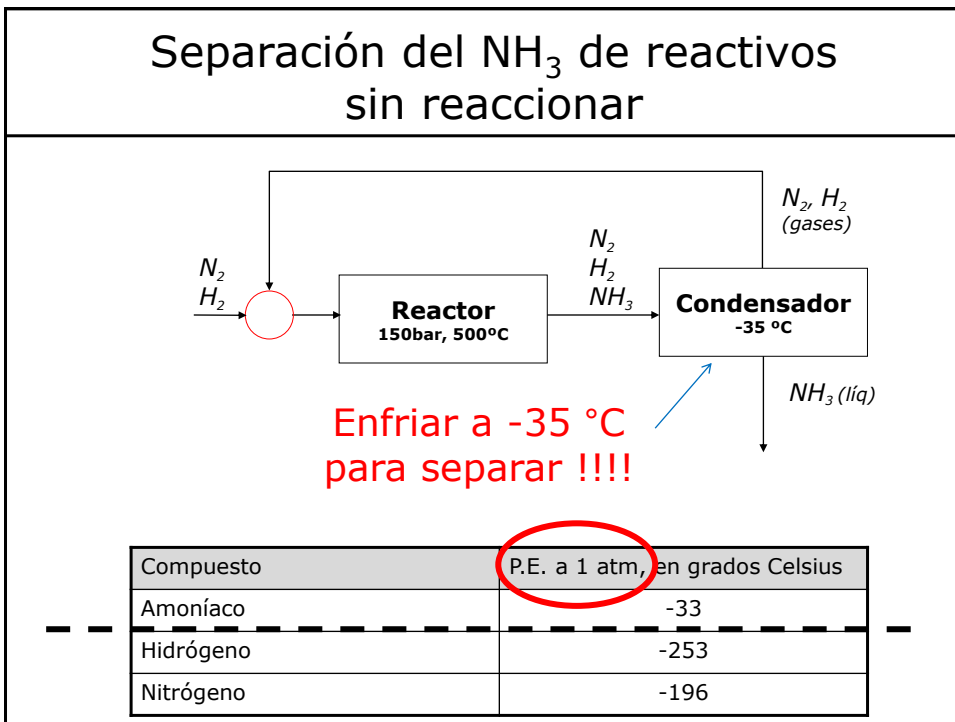 Separación del NH₃ de reactivos
sin reaccionar
N₂, H₂
(gases)
N₂
H₂
N₂
H₂
NH₃
Reactor
150bar, 500ºC
Condensador
-35 ºC
NH₃ (líq)
Enfriar a -35 °C
para separar !!!!
Compuesto P.E. a 1 atm, en grados Celsius
Amoníaco -33
Hidrógeno -253
Nitrógeno -196